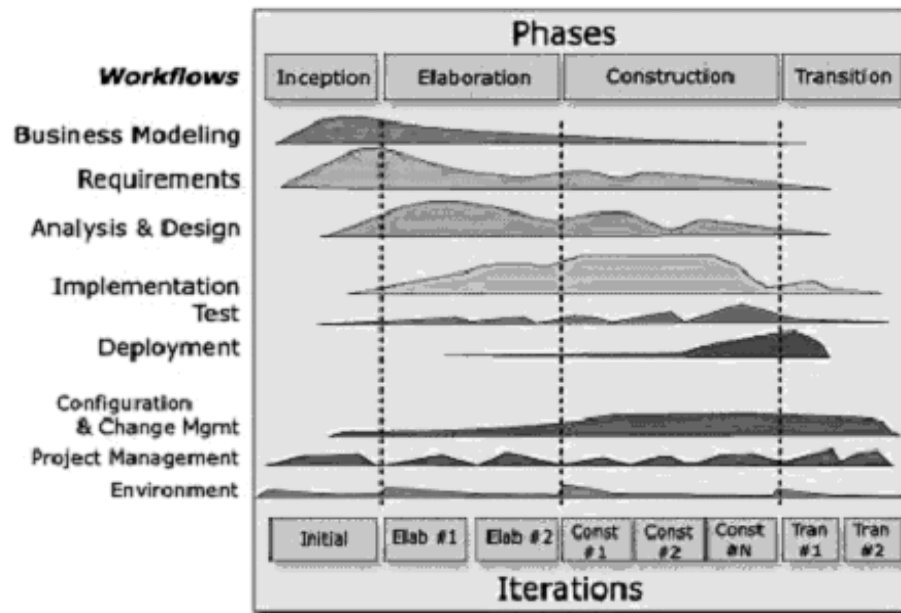 Phases
Workflows
Inception
Elaboration
Construction
Transition
Business Modeling
Requirements
Analysis & Design
Implementation
Test
Deployment
Configuration
& Change Mgmt
Project Management
Environment
Initial
Elab #1
Elab #2
Const
#1
Const
#2
Const
#N
Tran
#1
Tran
#2
Iterations